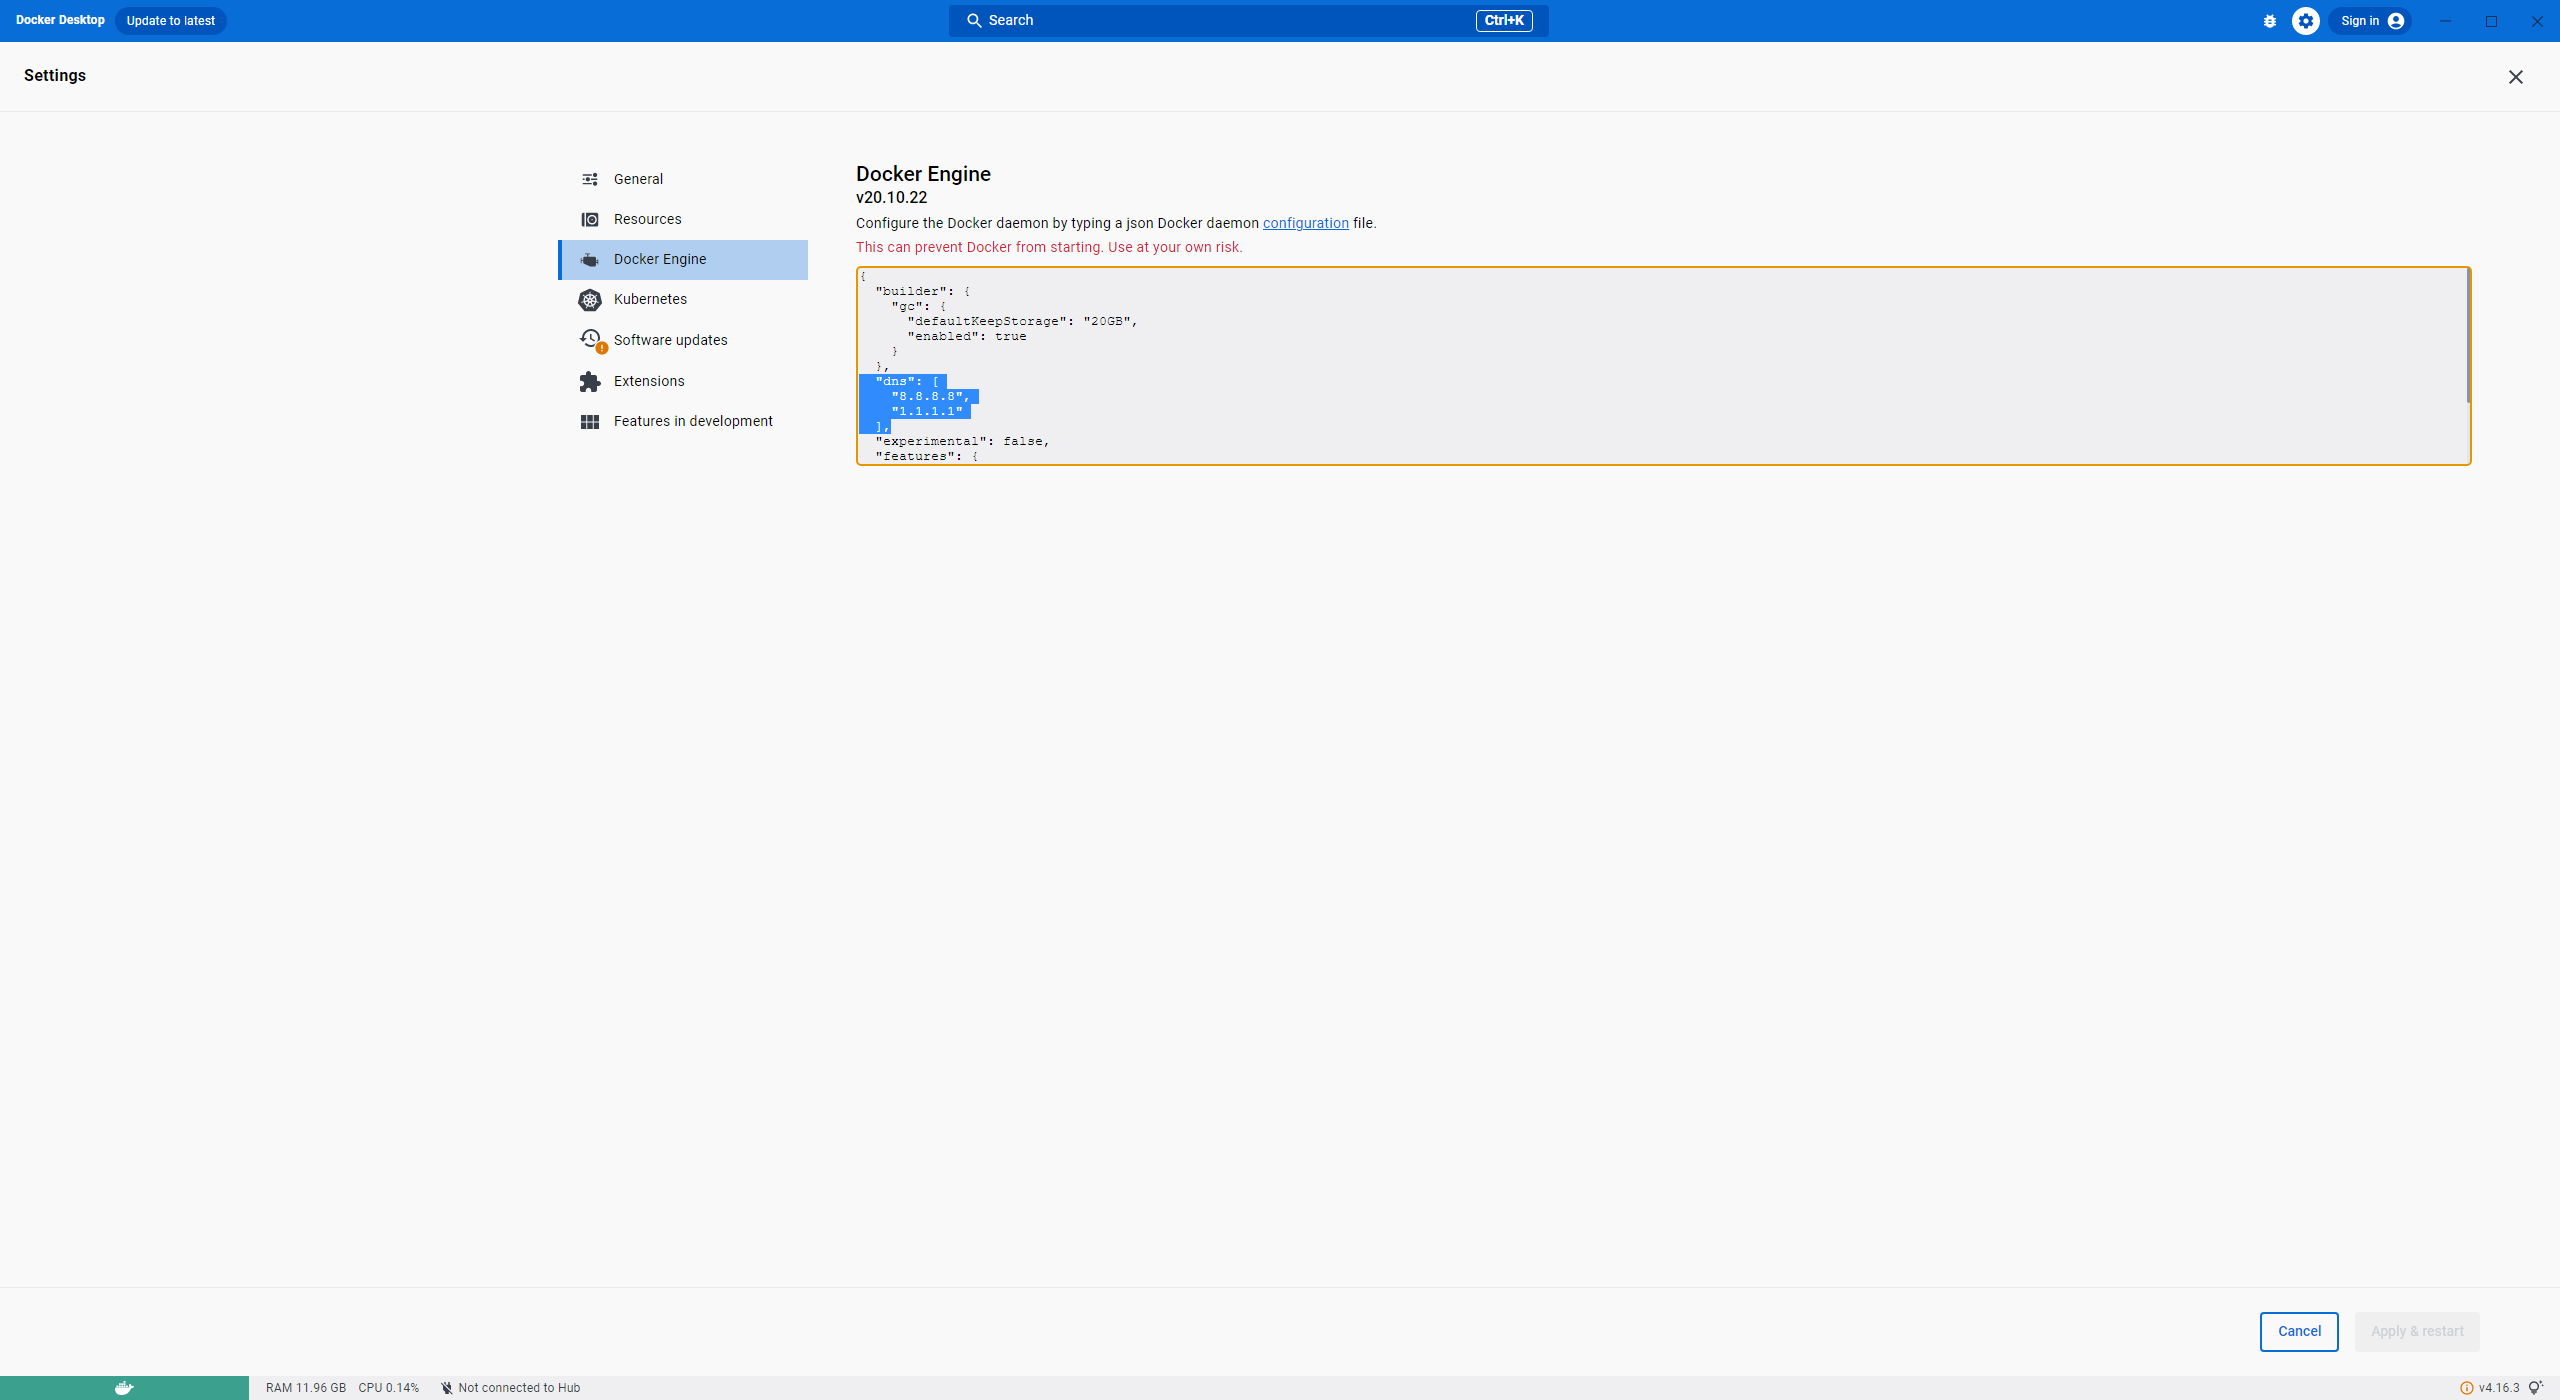 Docker Desktop Update to latest Search Ctrl+K Sign in
Settings
General
Resources
Docker Engine
Kubernetes
Software updates
Extensions
Features in development
Docker Engine
v20.10.22
Configure the Docker daemon by typing a json Docker daemon configuration file.
This can prevent Docker from starting. Use at your own risk.
{
  "builder": {
    "gc": {
      "defaultKeepStorage": "20GB",
      "enabled": true
    }
  },
  "dns": [
    "8.8.8.8",
    "1.1.1.1"
  ],
  "experimental": false,
  "features": {
Cancel Apply & restart
RAM 11.96 GB CPU 0.14% Not connected to Hub v4.16.3